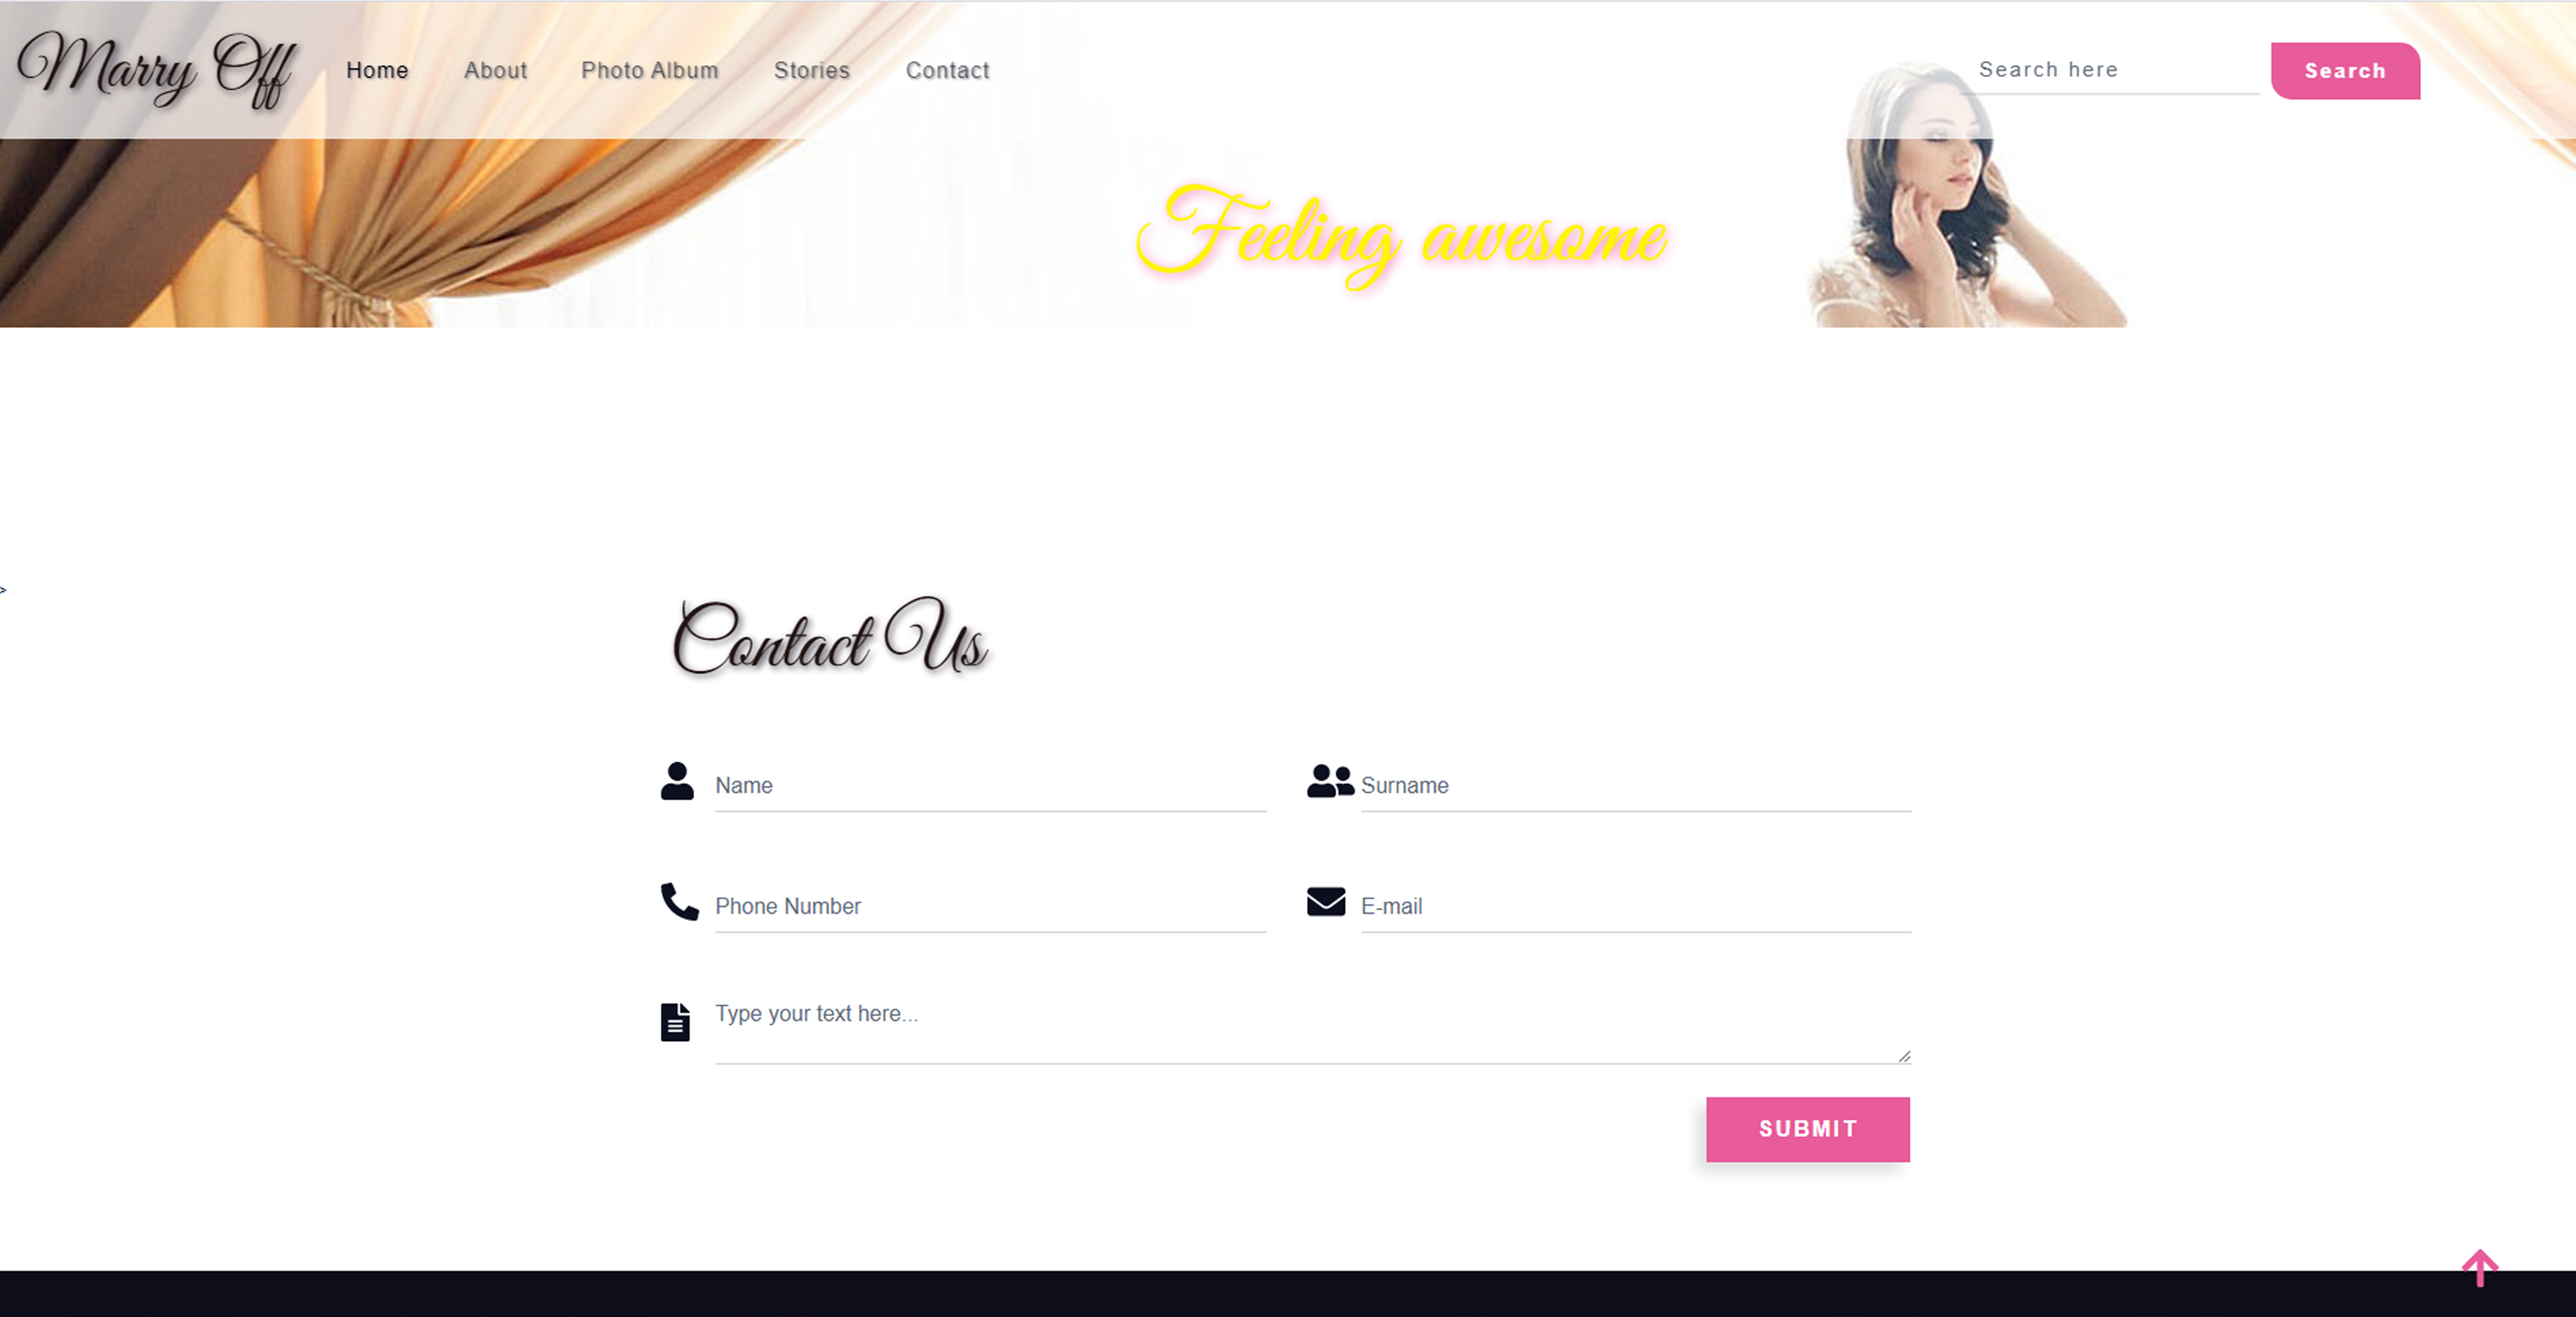 Marry Off Home About Photo Album Stories Contact Search here Search
Feeling awesome
>
Contact Us
Name Surname
Phone Number E-mail
Type your text here...
SUBMIT